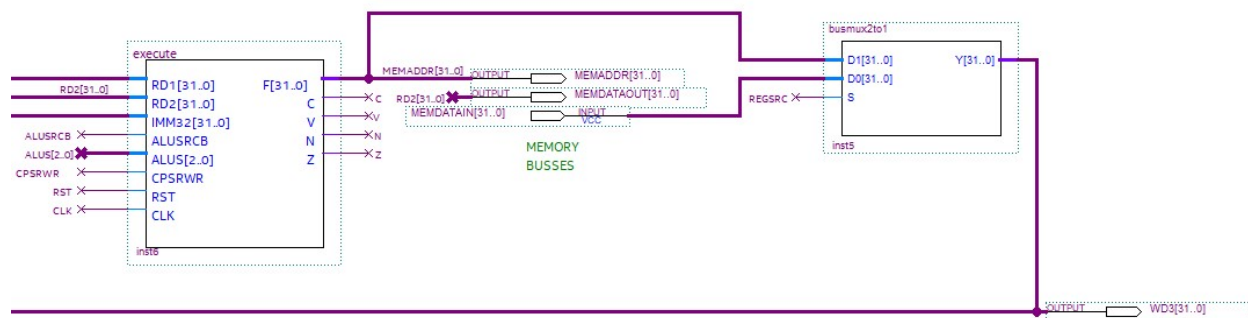 busmux2to1
execute
D1[31..0]
Y[31..0]
MEMADDR[31..0]
OUTPUT
MEMADDR[31..0]
RD1[31..0]
F[31..0]
D0[31..0]
RD2[31..0]
RD2[31..0]
C
C
RD2[31..0]
OUTPUT
MEMDATAOUT[31..0]
REGSRC
S
IMM32[31..0]
V
V
MEMDATAIN[31..0]
INPUT
VCC
ALUSRCB
ALUSRCB
N
N
MEMORY
BUSSES
inst5
ALUS[2..0]
ALUS[2..0]
Z
Z
CPSRWR
CPSRWR
RST
RST
CLK
CLK
inst6
OUTPUT
WD3[31..0]